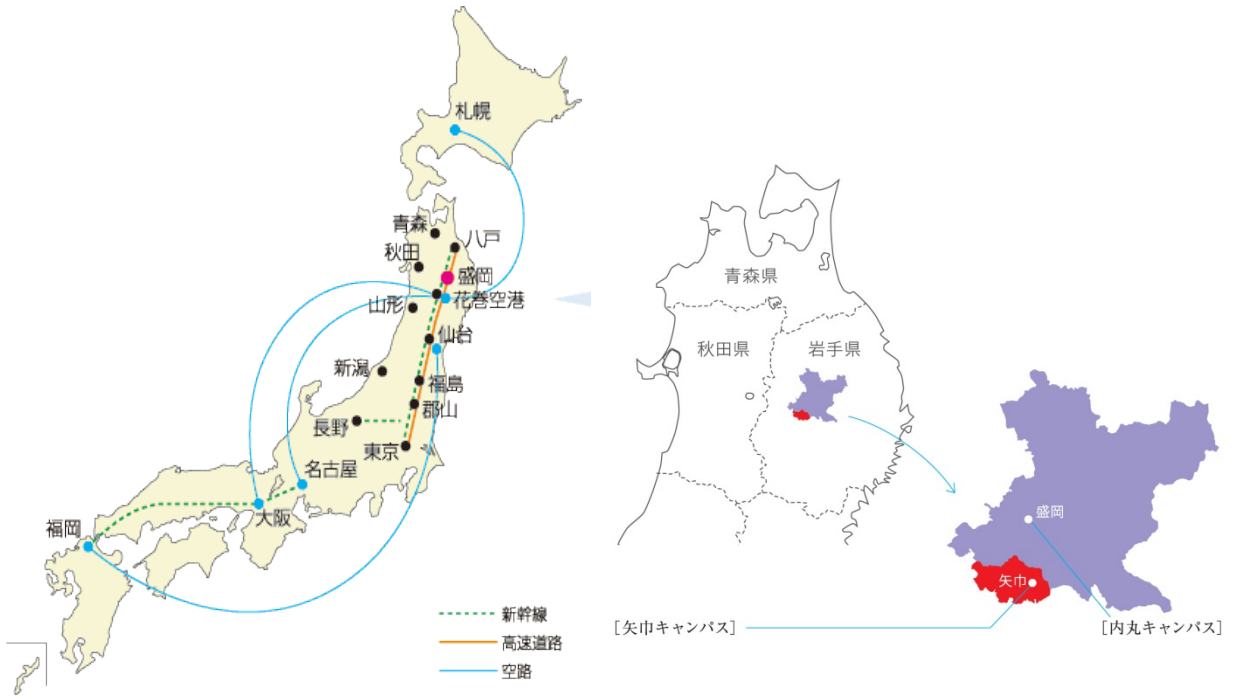 札幌
青森
八戸
秋田
盛岡
花巻空港
山形
仙台
新潟
福島
郡山
長野
東京
名古屋
大阪
福岡
新幹線
高速道路
空路
青森県
秋田県
岩手県
盛岡
矢巾
[矢巾キャンパス]
[内丸キャンパス]